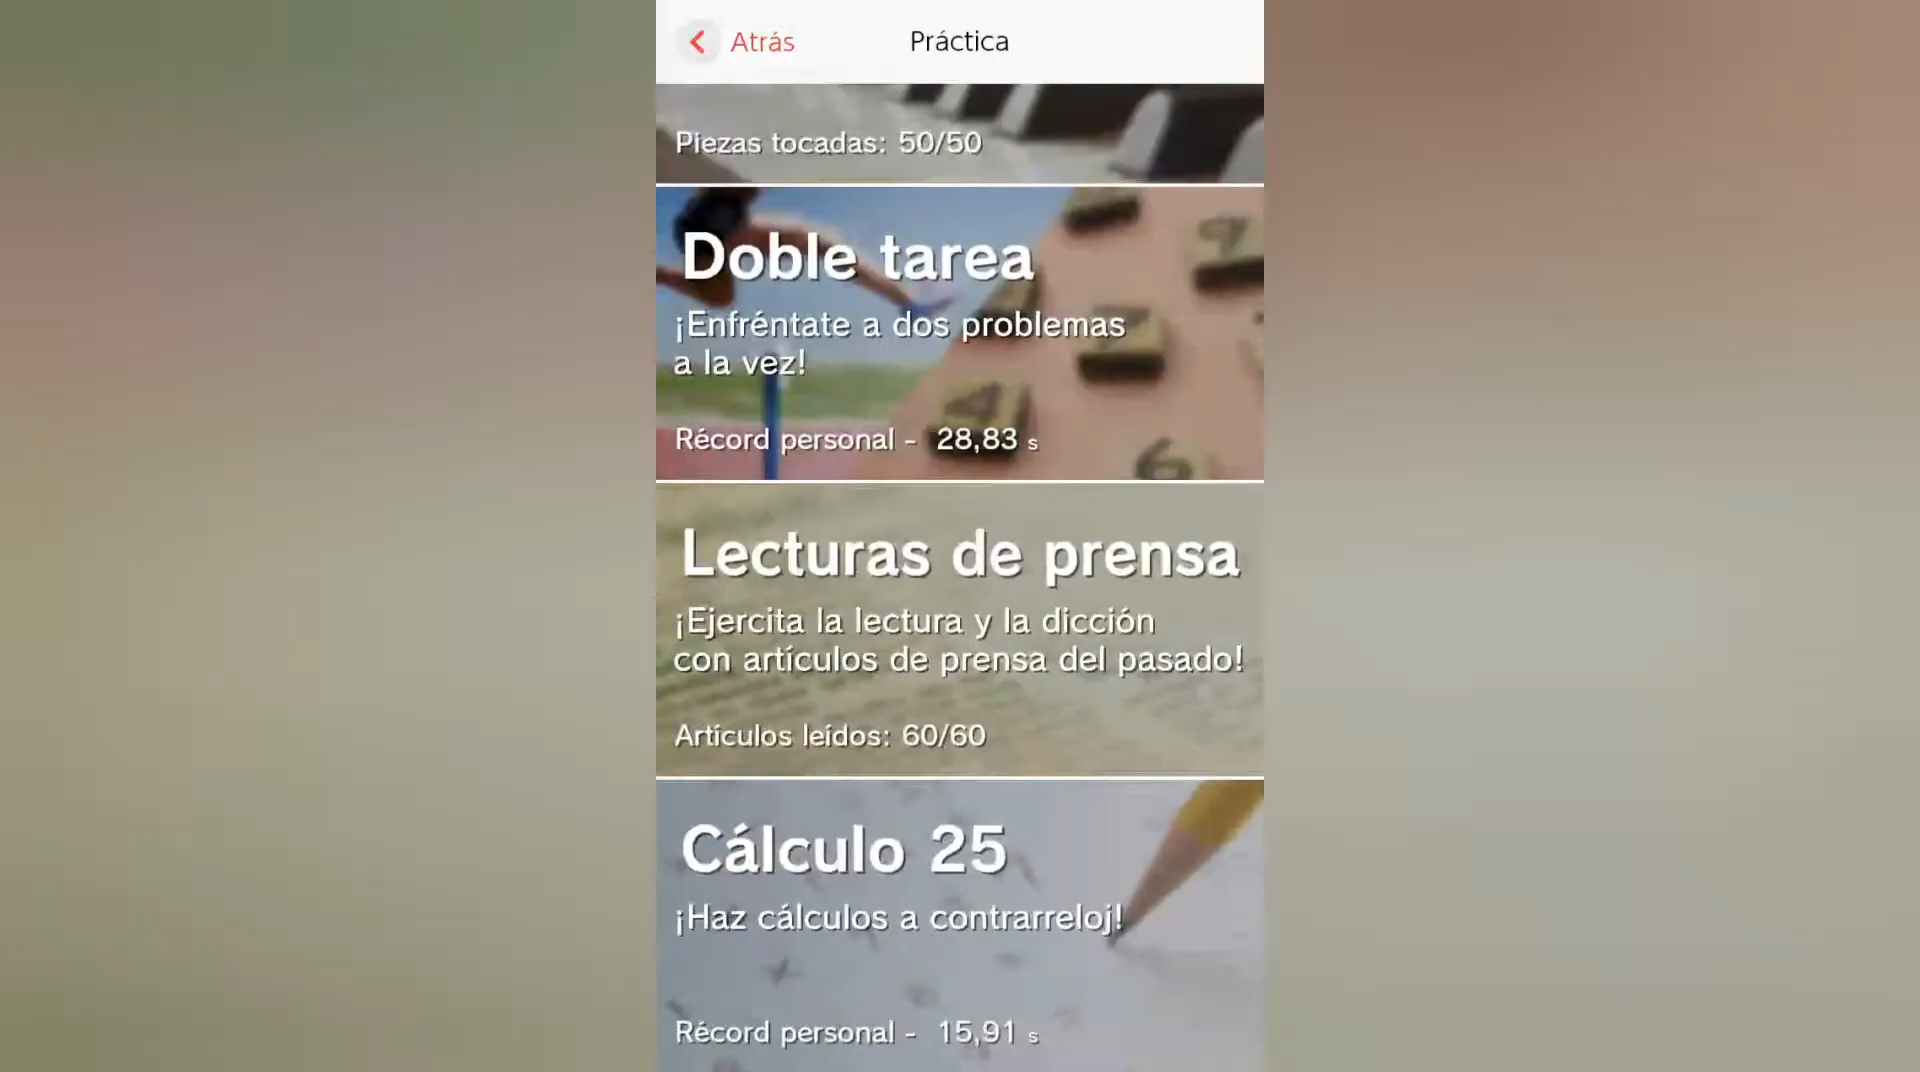 Atrás
Práctica
Piezas tocadas: 50/50
Doble tarea
¡Enfréntate a dos problemas
a la vez!
Récord personal - 28,83 s
Lecturas de prensa
¡Ejercita la lectura y la dicción
con artículos de prensa del pasado!
Artículos leídos: 60/60
Cálculo 25
¡Haz cálculos a contrarreloj!
Récord personal - 15,91 s